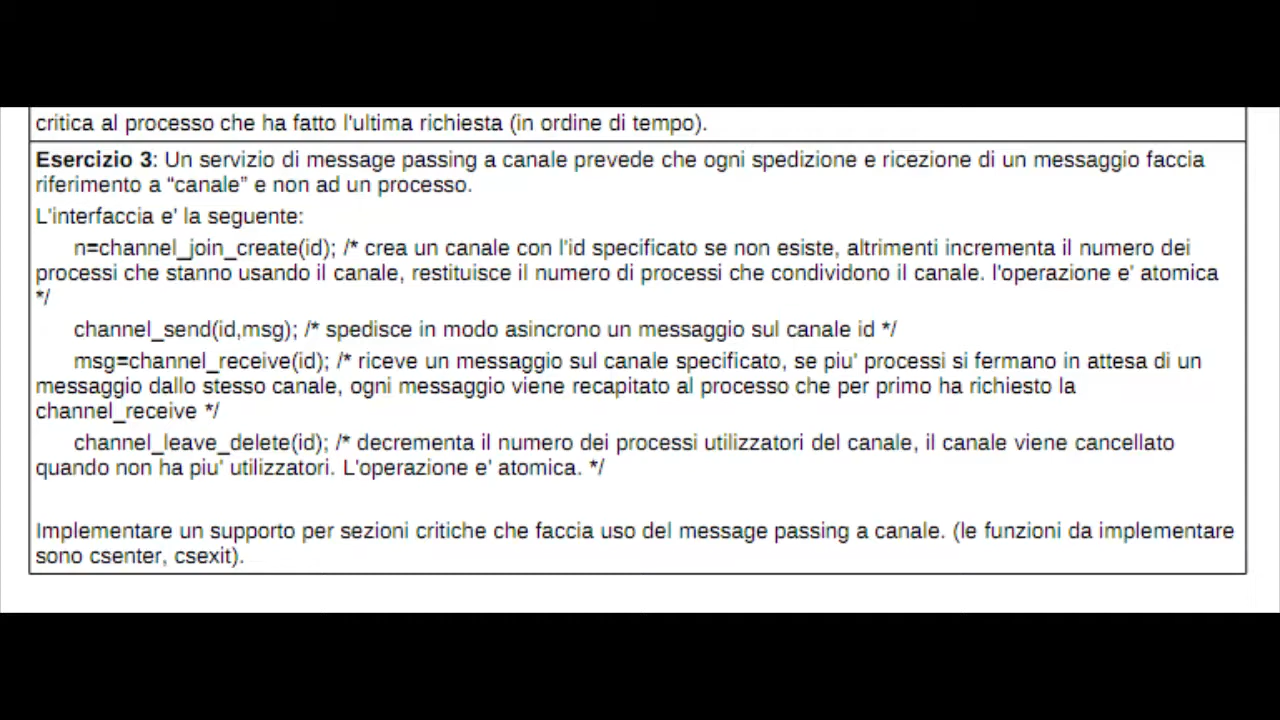 critica al processo che ha fatto l'ultima richiesta (in ordine di tempo).
Esercizio 3: Un servizio di message passing a canale prevede che ogni spedizione e ricezione di un messaggio faccia
riferimento a “canale” e non ad un processo.
L'interfaccia e' la seguente:
n=channel_join_create(id); /* crea un canale con l'id specificato se non esiste, altrimenti incrementa il numero dei
processi che stanno usando il canale, restituisce il numero di processi che condividono il canale. l'operazione e' atomica
*/
channel_send(id,msg); /* spedisce in modo asincrono un messaggio sul canale id */
msg=channel_receive(id); /* riceve un messaggio sul canale specificato, se piu' processi si fermano in attesa di un
messaggio dallo stesso canale, ogni messaggio viene recapitato al processo che per primo ha richiesto la
channel_receive */
channel_leave_delete(id); /* decrementa il numero dei processi utilizzatori del canale, il canale viene cancellato
quando non ha piu' utilizzatori. L'operazione e' atomica. */
Implementare un supporto per sezioni critiche che faccia uso del message passing a canale. (le funzioni da implementare
sono csenter, csexit).